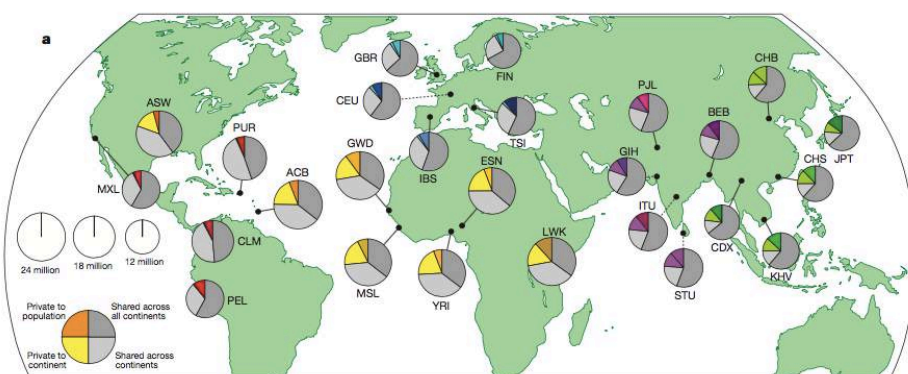 a
GBR
FIN
CHB
CEU
ASW
PJL
BEB
PUR
TSI
JPT
GWD
IBS
ESN
GIH
CHS
MXL
ACB
ITU
CLM
LWK
CDX
KHV
24 million
18 million
12 million
MSL
YRI
STU
PEL
Private to
population
Shared across
all continents
Private to
continent
Shared across
continents